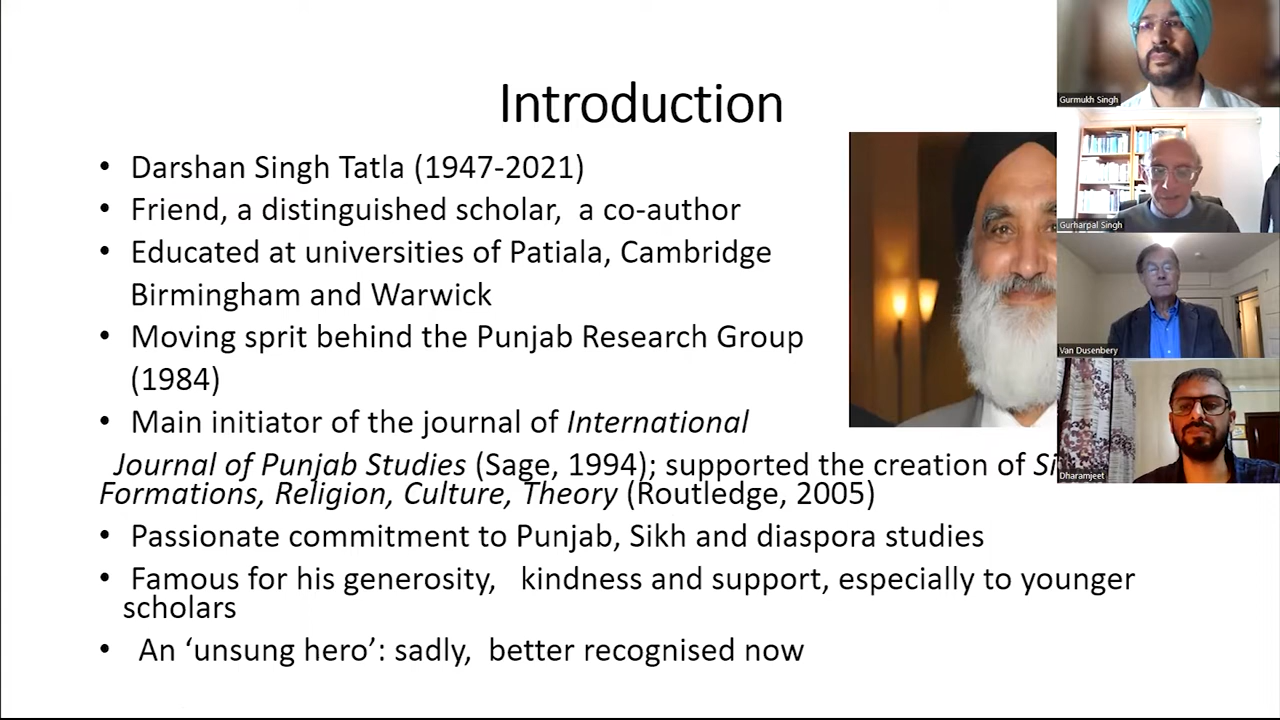 Introduction
• Darshan Singh Tatla (1947-2021)
• Friend, a distinguished scholar, a co-author
• Educated at universities of Patiala, Cambridge
Birmingham and Warwick
• Moving sprit behind the Punjab Research Group
(1984)
• Main initiator of the journal of International
Journal of Punjab Studies (Sage, 1994); supported the creation of Si
Formations, Religion, Culture, Theory (Routledge, 2005)
• Passionate commitment to Punjab, Sikh and diaspora studies
• Famous for his generosity, kindness and support, especially to younger
scholars
• An ‘unsung hero’: sadly, better recognised now
Gurmukh Singh
Gurharpal Singh
Van Dusenbery
Dharamjeet